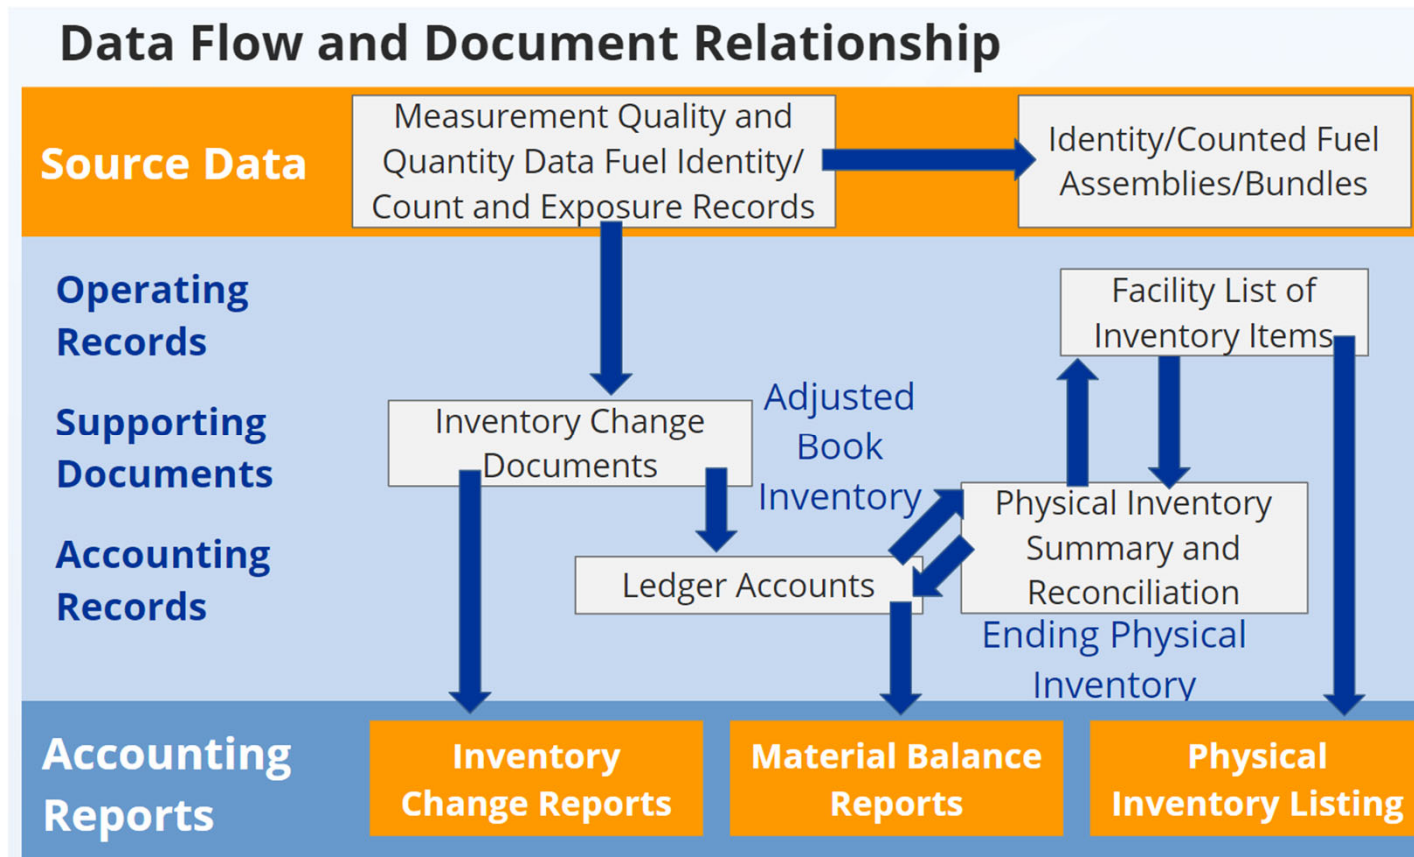 Data Flow and Document Relationship
Source Data
Measurement Quality and
Quantity Data Fuel Identity/
Count and Exposure Records
Identity/Counted Fuel
Assemblies/Bundles
Operating
Records
Facility List of
Inventory Items
Supporting
Documents
Inventory Change
Documents
Adjusted
Book
Inventory
Accounting
Records
Ledger Accounts
Physical Inventory
Summary and
Reconciliation
Ending Physical
Inventory
Accounting
Reports
Inventory
Change Reports
Material Balance
Reports
Physical
Inventory Listing